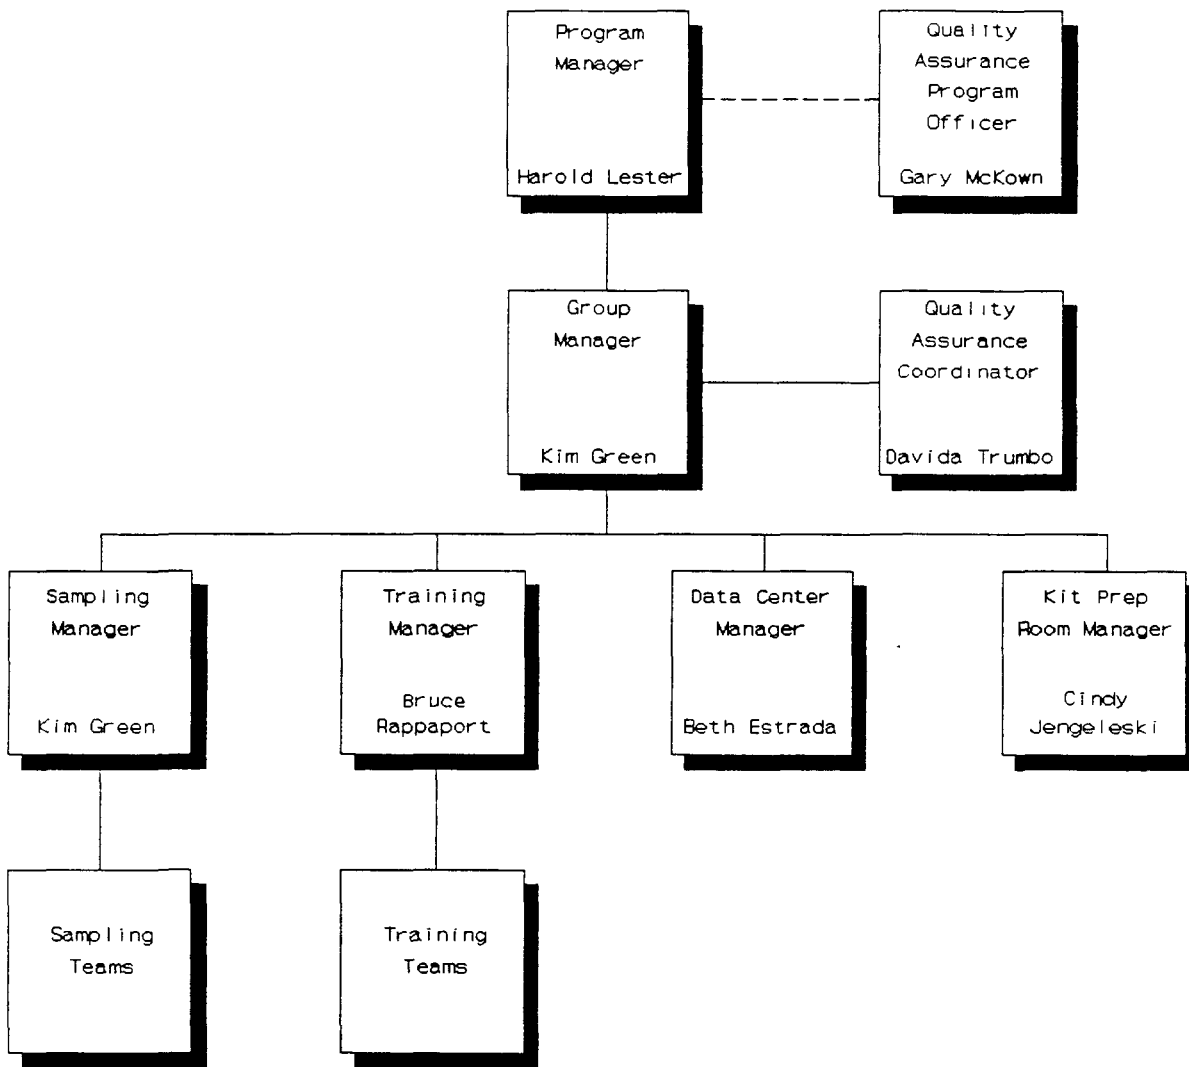 Program
Manager
Harold Lester
Quality
Assurance
Program
Officer
Gary McKown
Group
Manager
Kim Green
Quality
Assurance
Coordinator
Davida Trumbo
Sampling
Manager
Kim Green
Training
Manager
Bruce
Rappaport
Data Center
Manager
Beth Estrada
Kit Prep
Room Manager
Cindy
Jengeleski
Sampling
Teams
Training
Teams